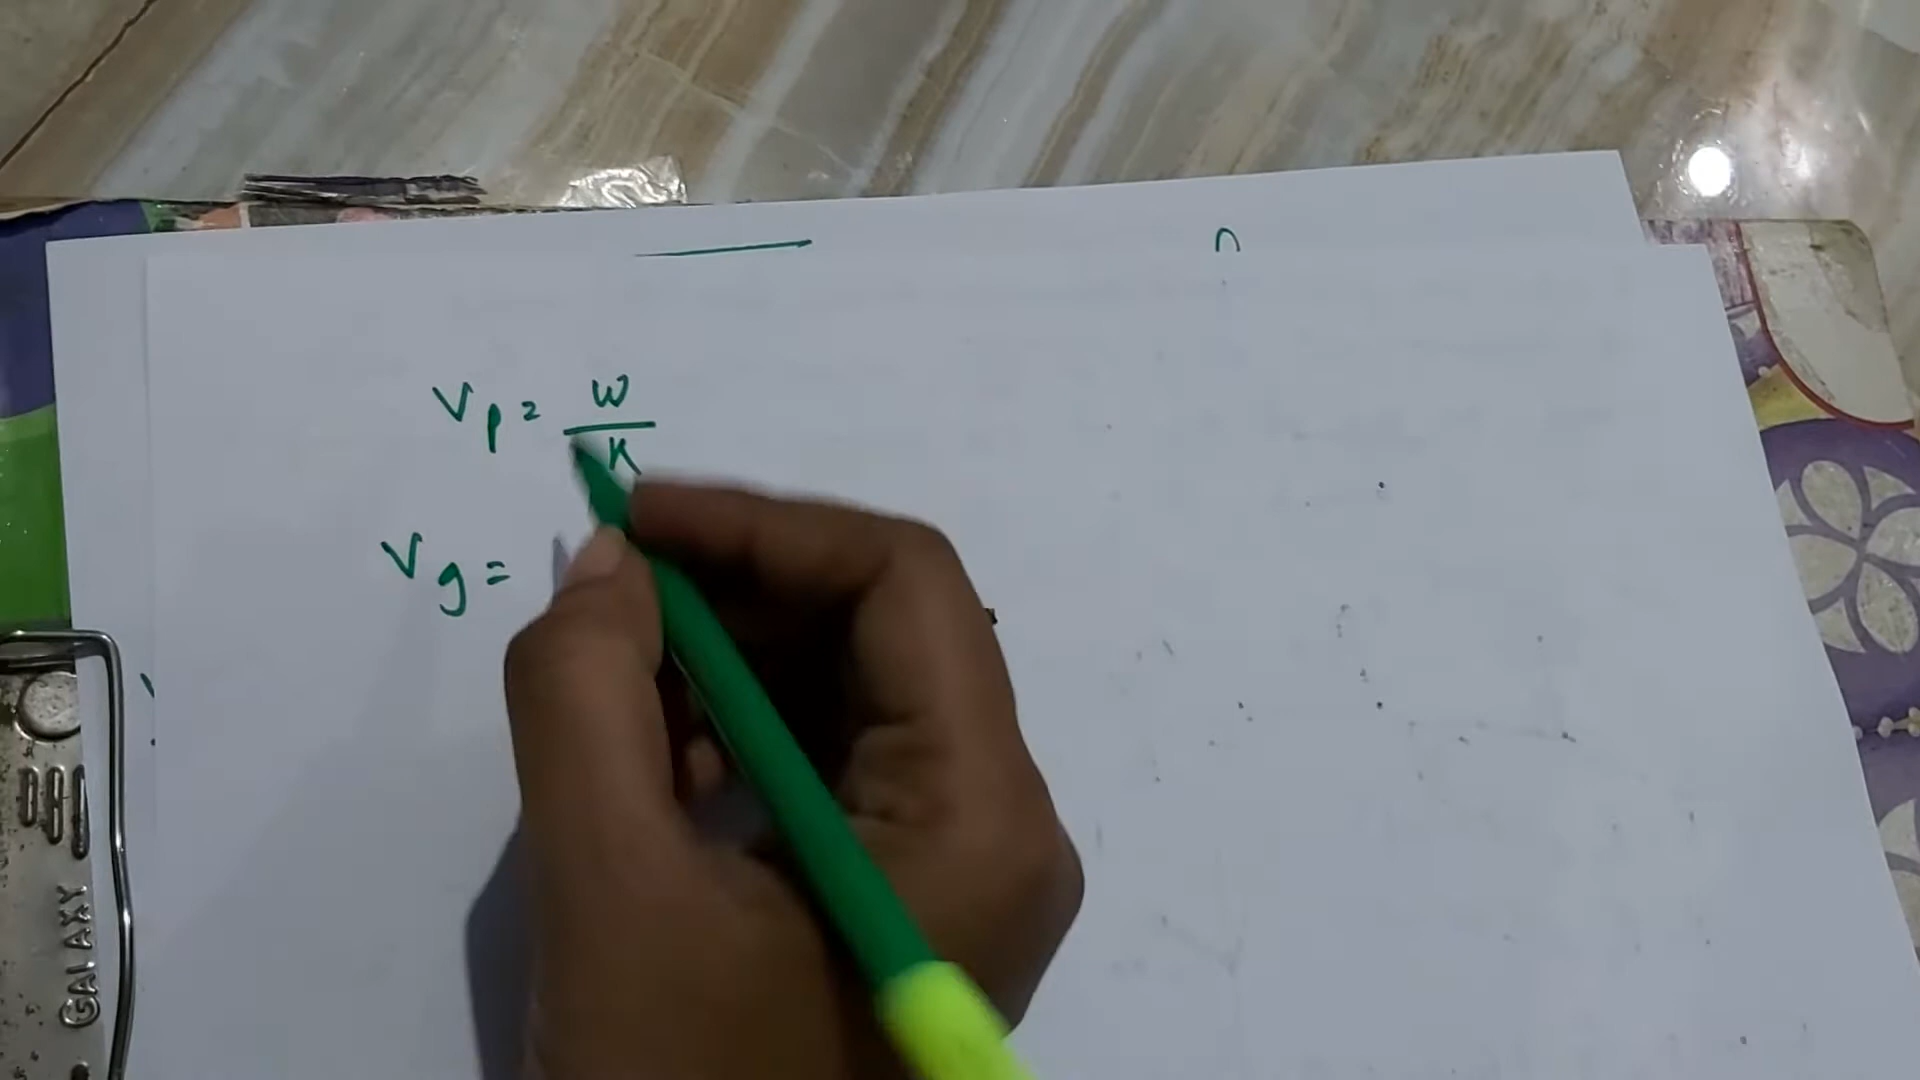 Vp = ω/K
Vg =
GALAXY